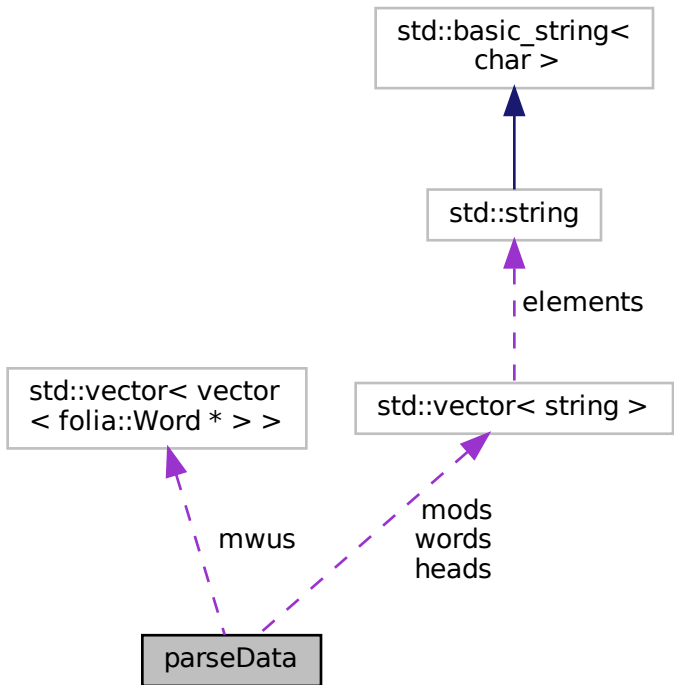 std::basic_string<
char >
std::string
elements
std::vector< vector
< folia::Word * > >
std::vector< string >
mwus
mods
words
heads
parseData